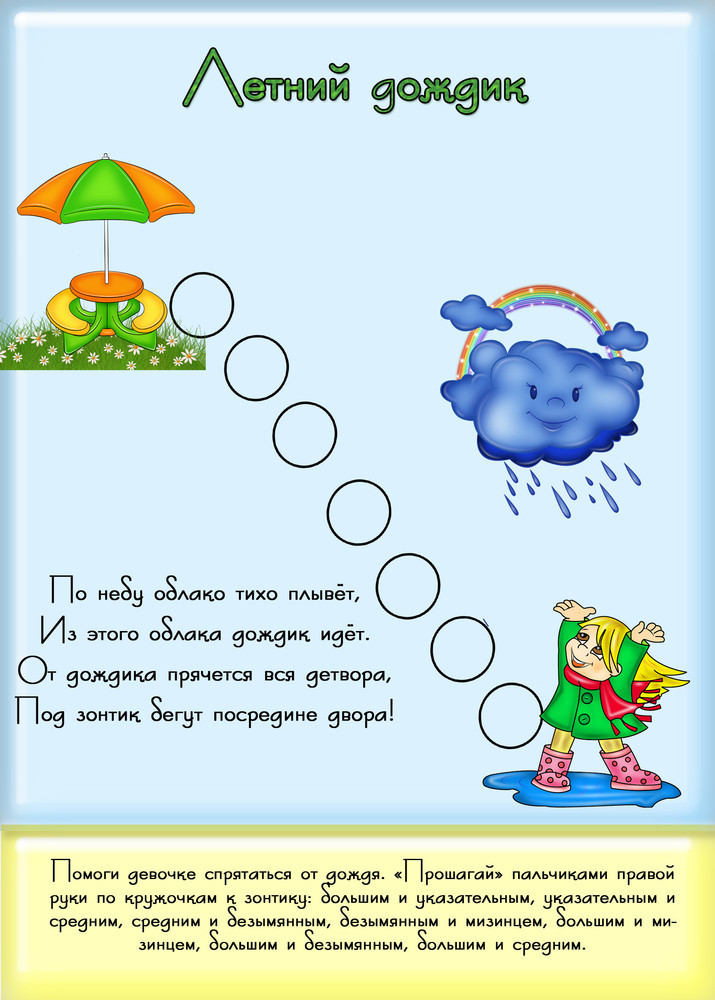 Летний дождик
По небу облако тихо плывёт,
Из этого облака дождик идёт.
От дождика прячется вся детвора,
Под зонтик бегут посредине двора!
Помоги девочке спрятаться от дождя. «Прошагай» пальчиками правой
руки по кружочкам к зонтику: большим и указательным, указательным и
средним, средним и безымянным, безымянным и мизинцем, большим и ми-
зинцем, большим и безымянным, большим и средним.